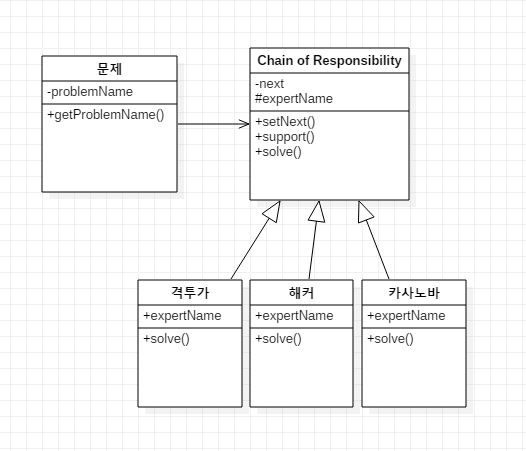 문제
-problemName
+getProblemName()
Chain of Responsibility
-next
#expertName
+setNext()
+support()
+solve()
격투가
+expertName
+solve()
해커
+expertName
+solve()
카사노바
+expertName
+solve()